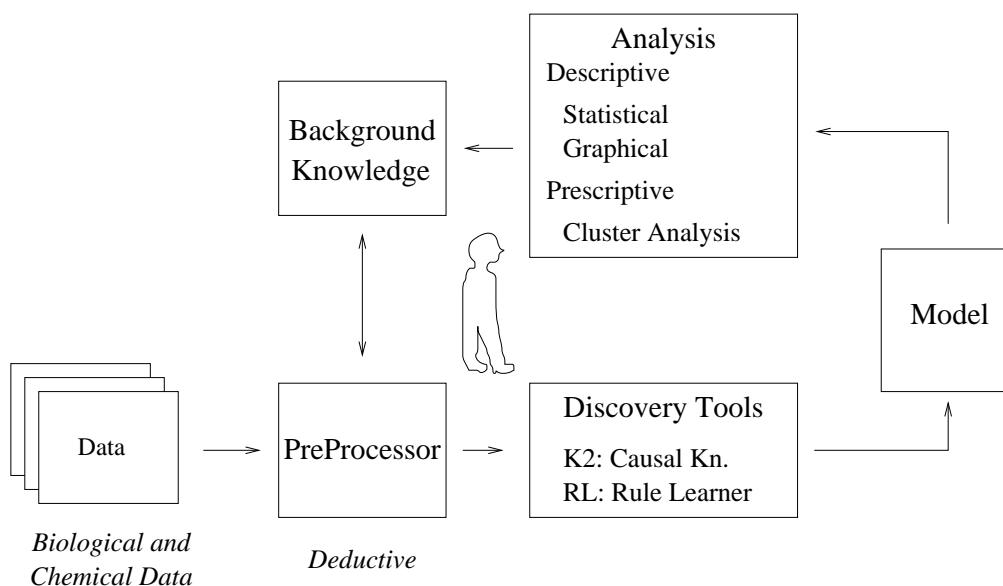 Analysis
Descriptive
Statistical
Graphical
Prescriptive
Cluster Analysis
Background
Knowledge
Model
Data
PreProcessor
Discovery Tools
K2: Causal Kn.
RL: Rule Learner
Biological and
Chemical Data
Deductive